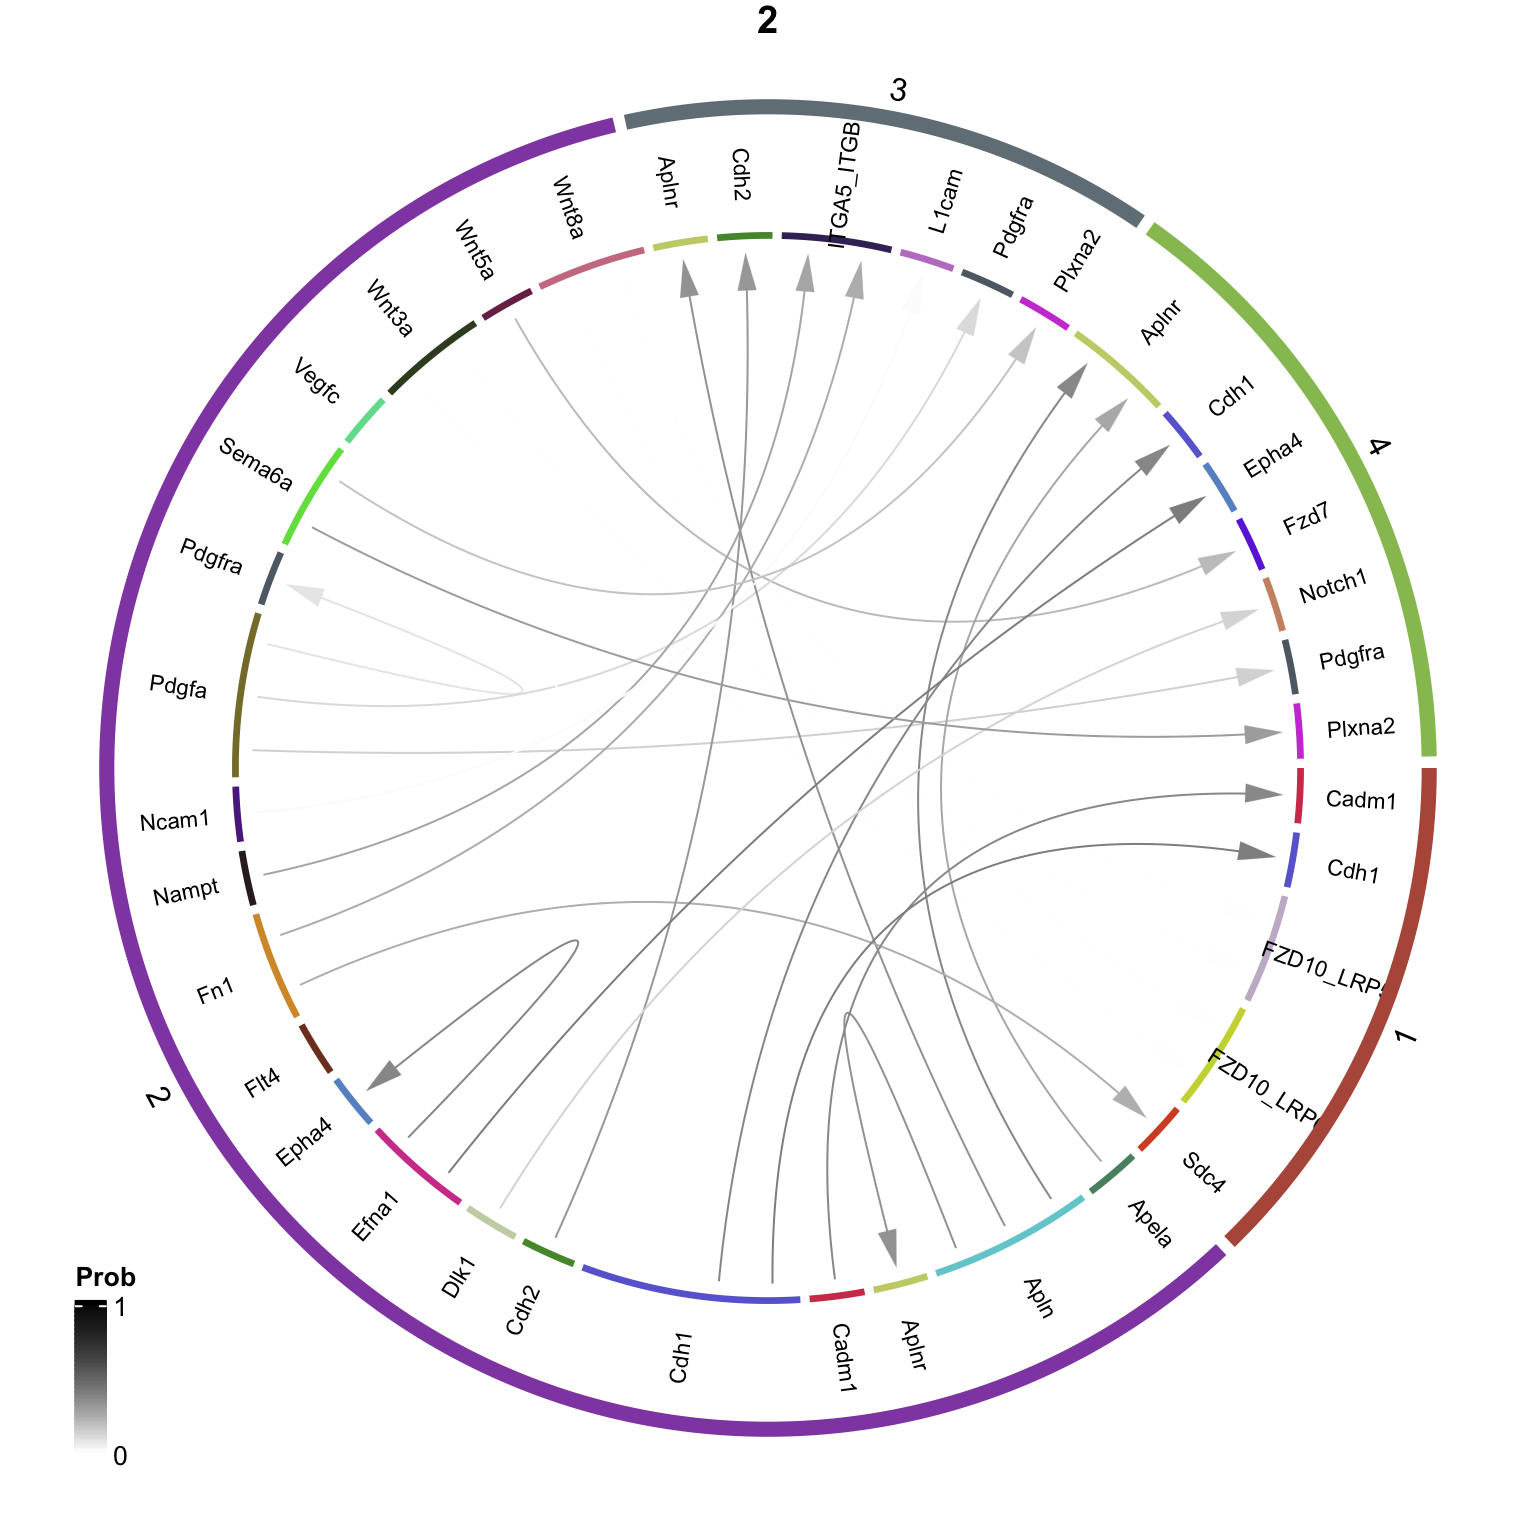 2
3
Aplnr
Cdh2
ITGA5_ITGB
L1cam
Pdgfra
Plxna2
4
Aplnr
Cdh1
Epha4
Fzd7
Notch1
Pdgfra
Plxna2
1
Cadm1
Cdh1
FZD10_LRP5
FZD10_LRP6
Sdc4
2
Apela
Apln
Aplnr
Cadm1
Cdh1
Cdh2
Dlk1
Efna1
Epha4
Flt4
Fn1
Nampt
Ncam1
Pdgfa
Pdgfra
Sema6a
Vegfc
Wnt3a
Wnt5a
Wnt8a
Prob
1
0